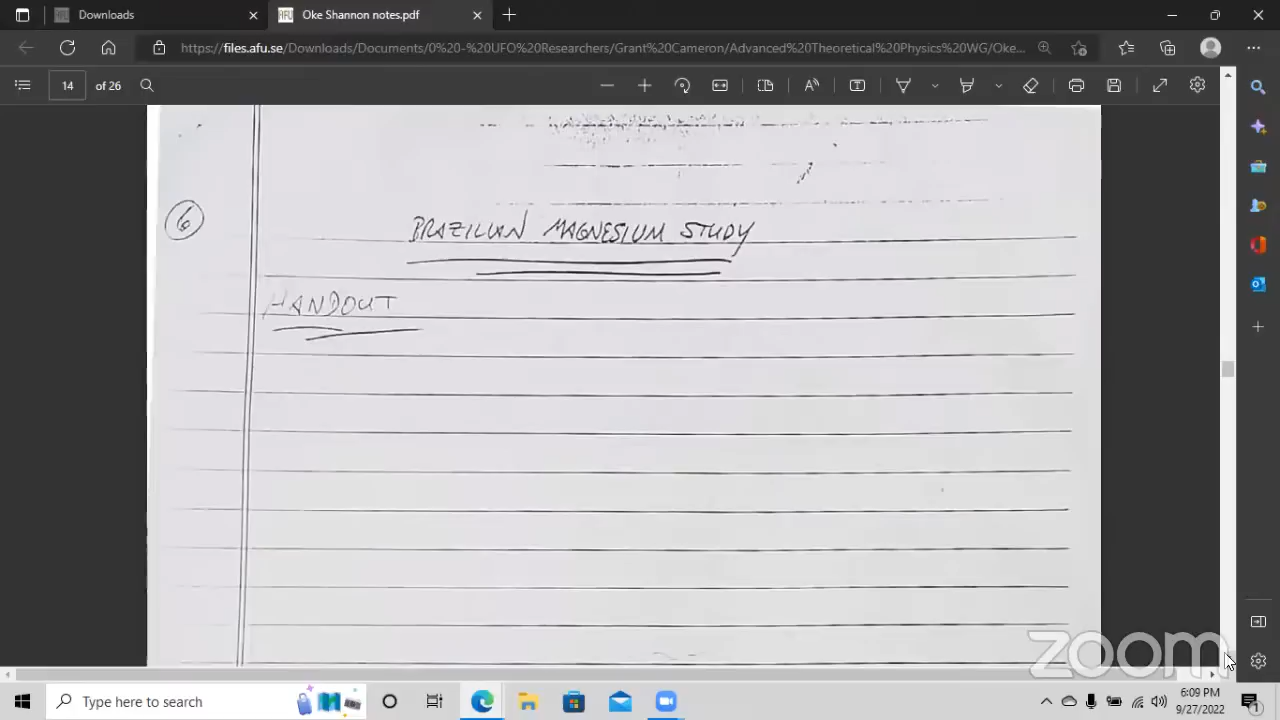 Downloads
Oke Shannon notes.pdf
https://files.afu.se/Downloads/Documents/0%20-%20UFO%20Researchers/Grant%20Cameron/Advanced%20Theoretical%20Physics%20WG/Oke...
14 of 26
6
BRAZILIAN MAGNESIUM STUDY
HANDOUT
zoom
Type here to search
6:09 PM
9/27/2022